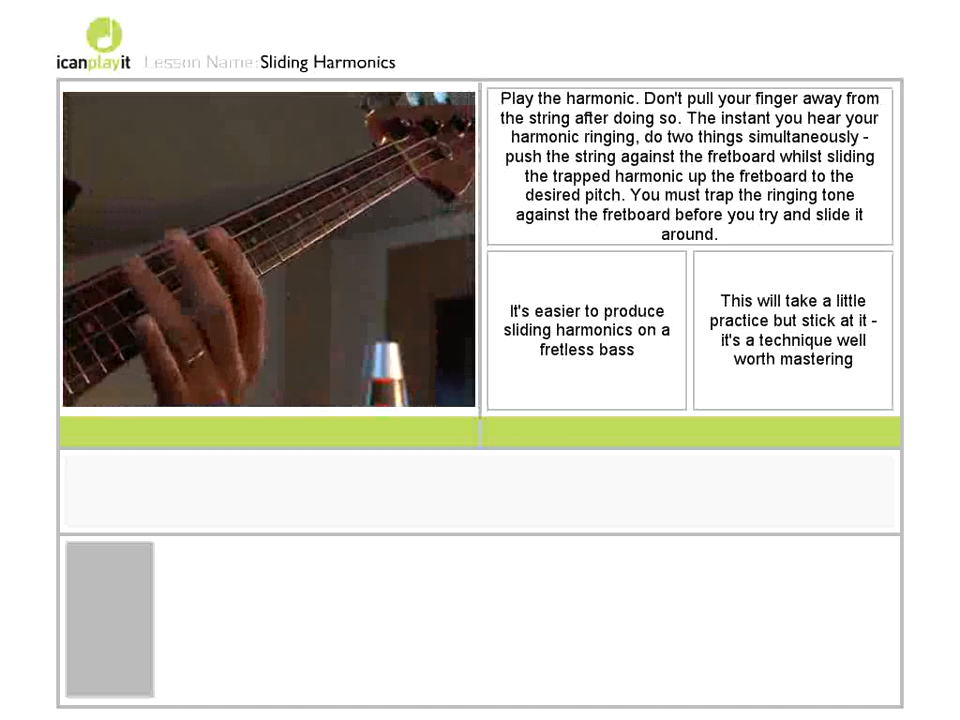 icanplayit Lesson Name: Sliding Harmonics
Play the harmonic. Don't pull your finger away from
the string after doing so. The instant you hear your
harmonic ringing, do two things simultaneously -
push the string against the fretboard whilst sliding
the trapped harmonic up the fretboard to the
desired pitch. You must trap the ringing tone
against the fretboard before you try and slide it
around.
It's easier to produce
sliding harmonics on a
fretless bass
This will take a little
practice but stick at it -
it's a technique well
worth mastering